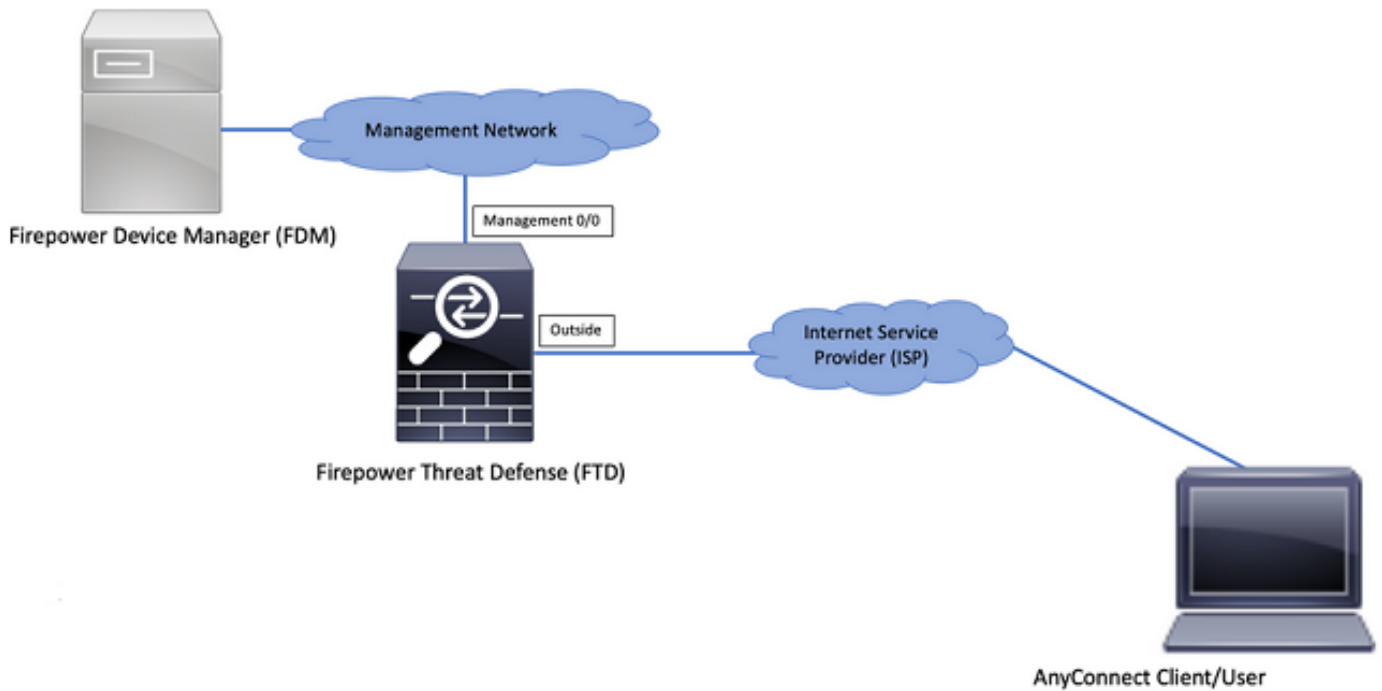 Management Network
Management 0/0
Firepower Device Manager (FDM)
Outside
Internet Service
Provider (ISP)
Firepower Threat Defense (FTD)
AnyConnect Client/User